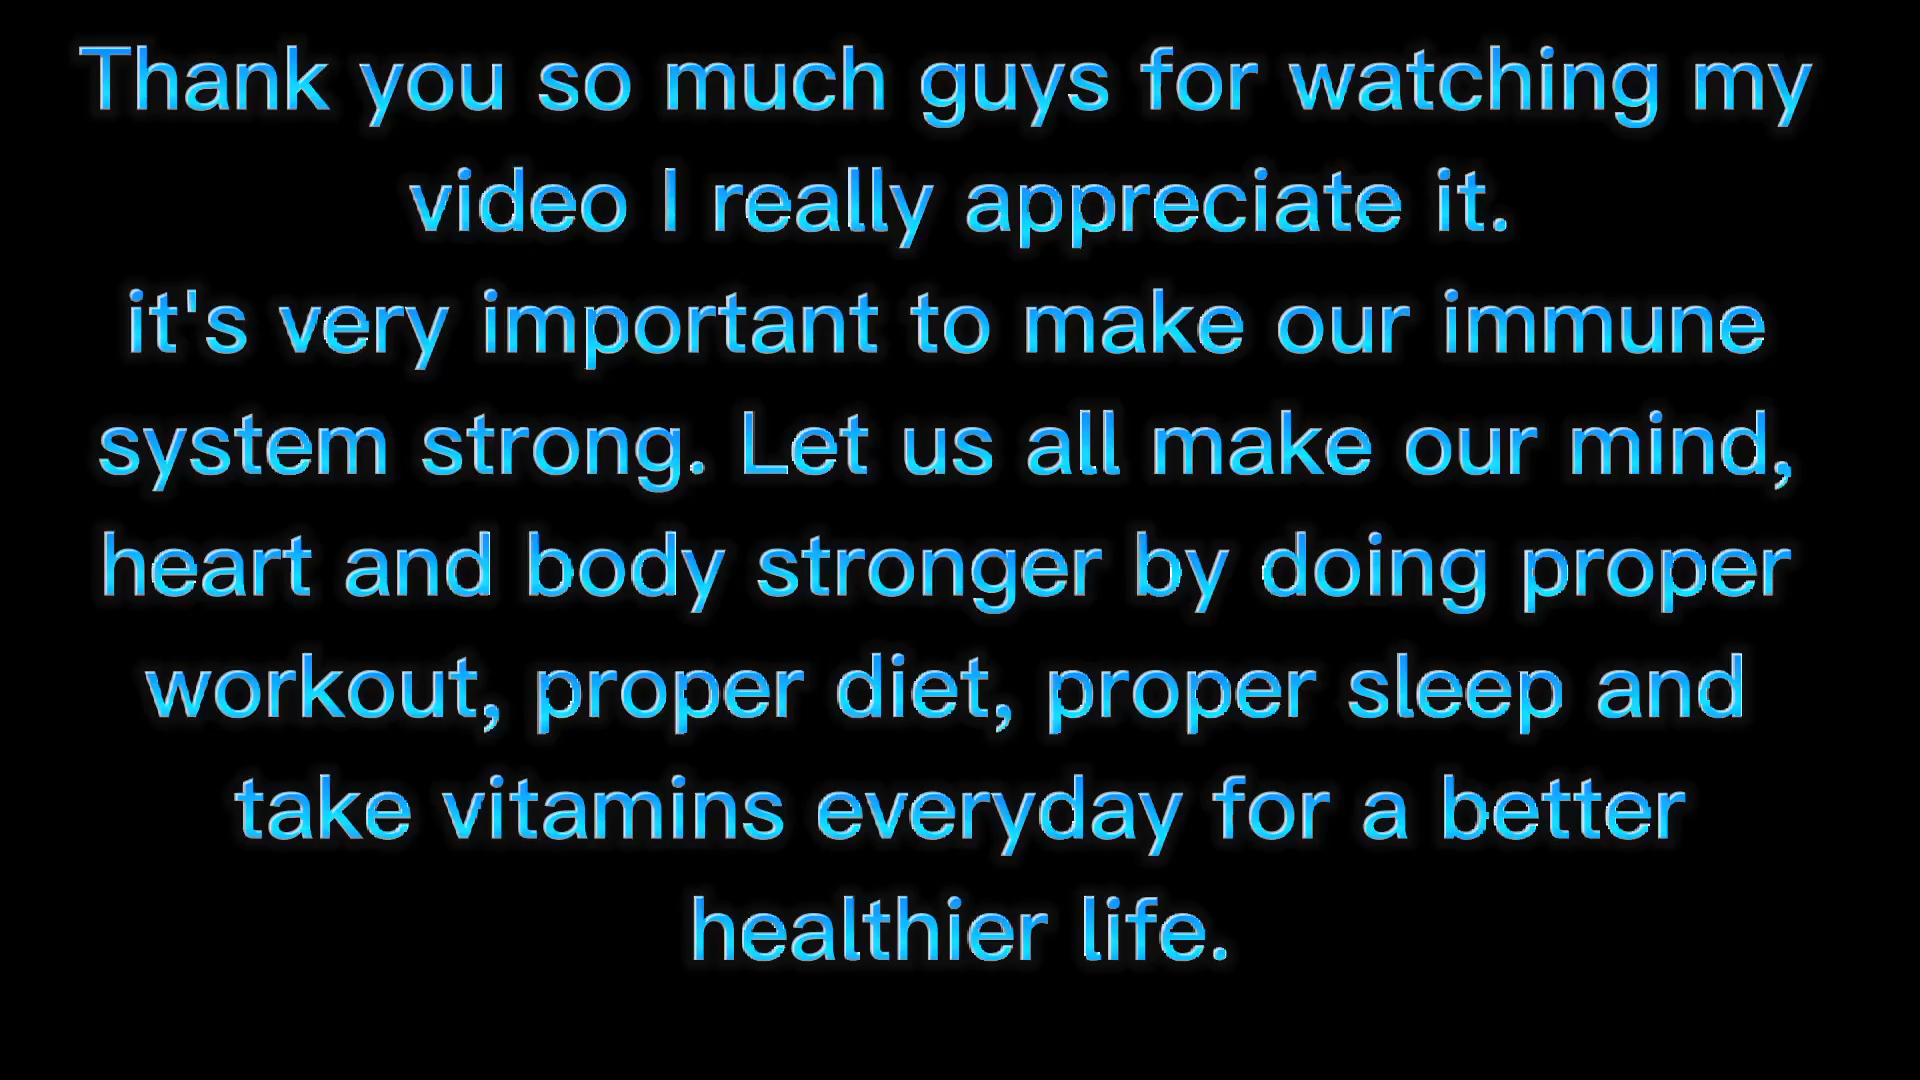 Thank you so much guys for watching my
video I really appreciate it.
it's very important to make our immune
system strong. Let us all make our mind,
heart and body stronger by doing proper
workout, proper diet, proper sleep and
take vitamins everyday for a better
healthier life.